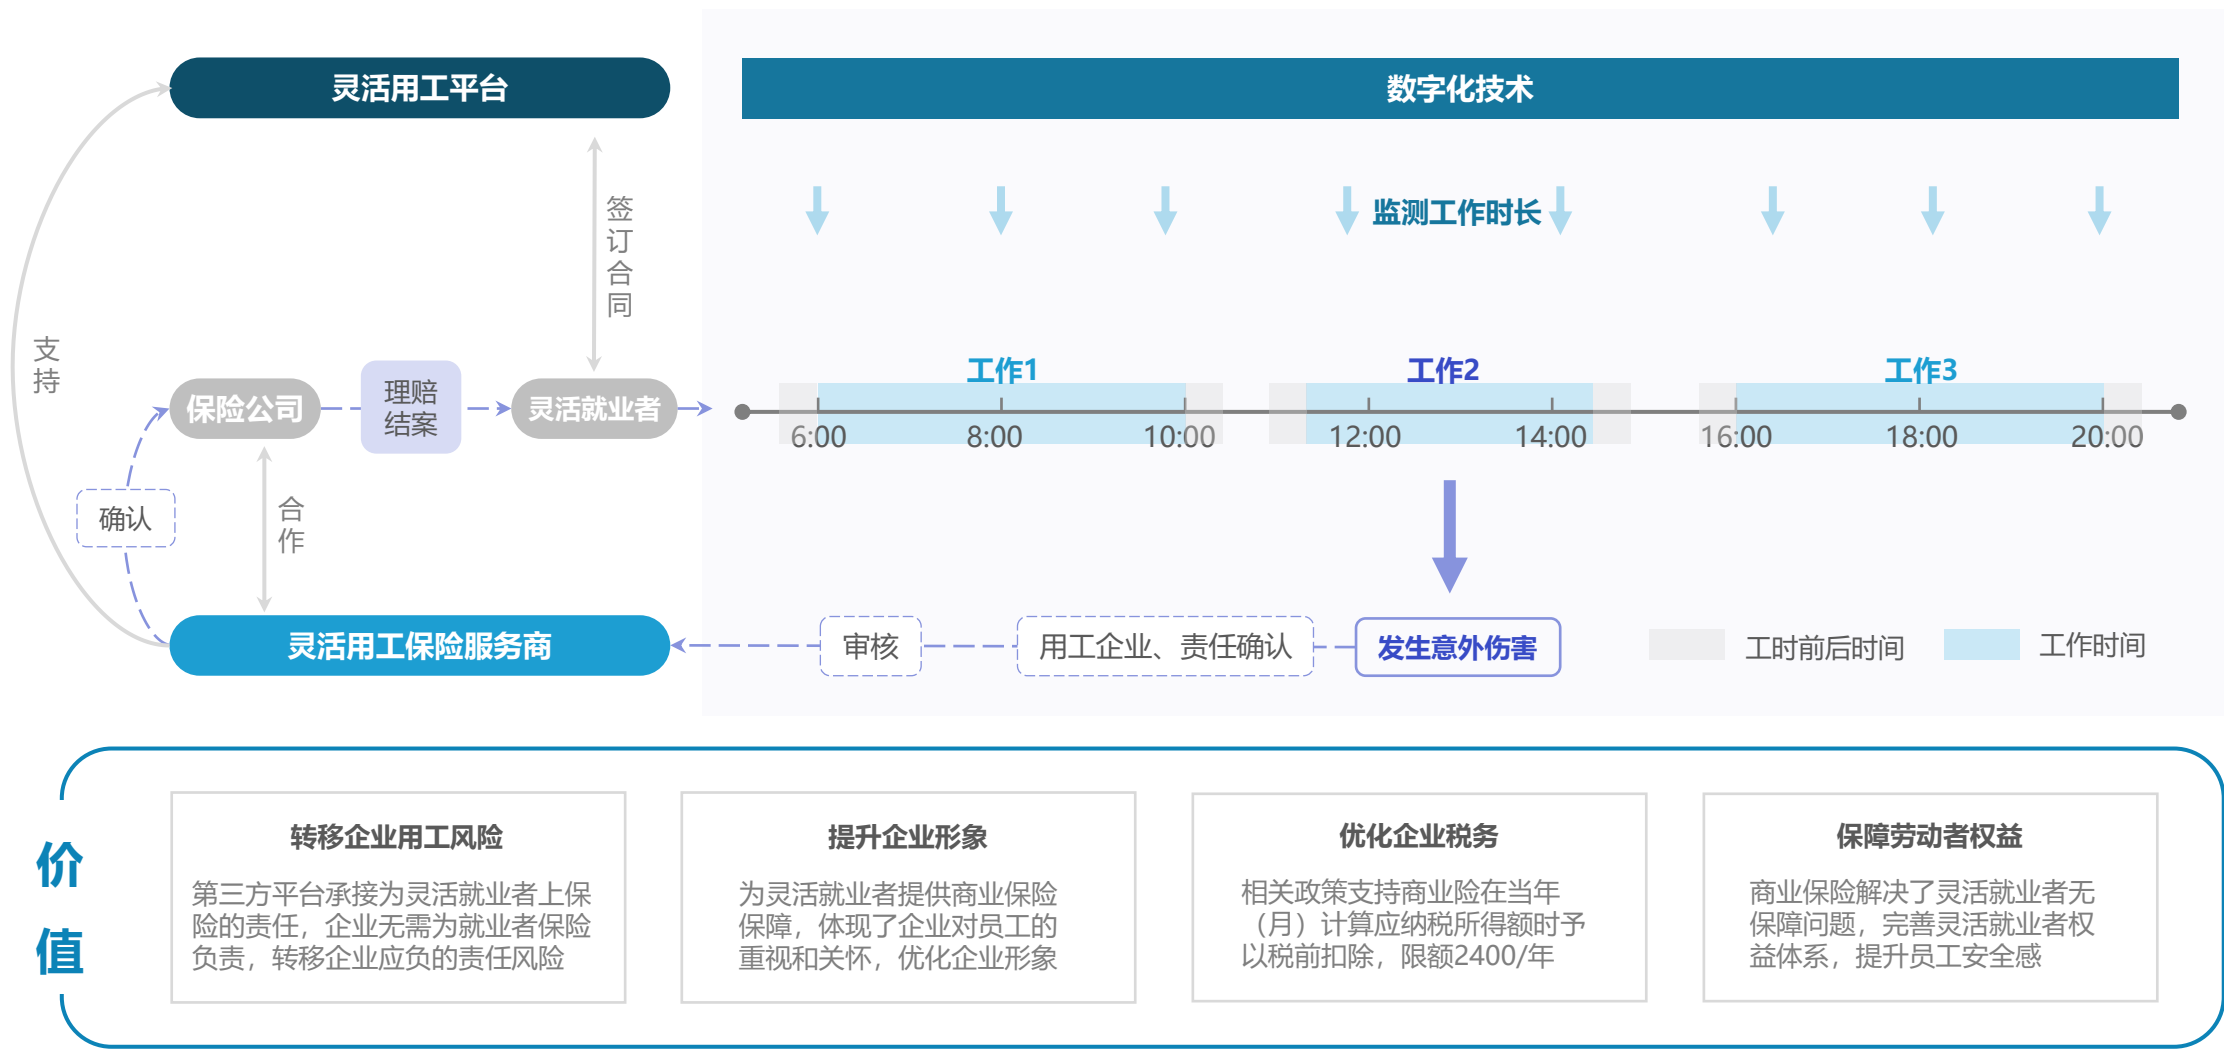 灵活用工平台
数字化技术
监测工作时长
签订合同
支持
工作1
工作2
工作3
保险公司
理赔
结案
灵活就业者
6:00
8:00
10:00
12:00
14:00
16:00
18:00
20:00
确认
合作
灵活用工保险服务商
审核
用工企业、责任确认
发生意外伤害
工时前后时间
工作时间
价值
转移企业用工风险
第三方平台承接为灵活就业者上保
险的责任，企业无需为就业者保险
负责，转移企业应负的责任风险
提升企业形象
为灵活就业者提供商业保险
保障，体现了企业对员工的
重视和关怀，优化企业形象
优化企业税务
相关政策支持商业险在当年
（月）计算应纳税所得额时予
以税前扣除，限额2400/年
保障劳动者权益
商业保险解决了灵活就业者无
保障问题，完善灵活就业者权
益体系，提升员工安全感